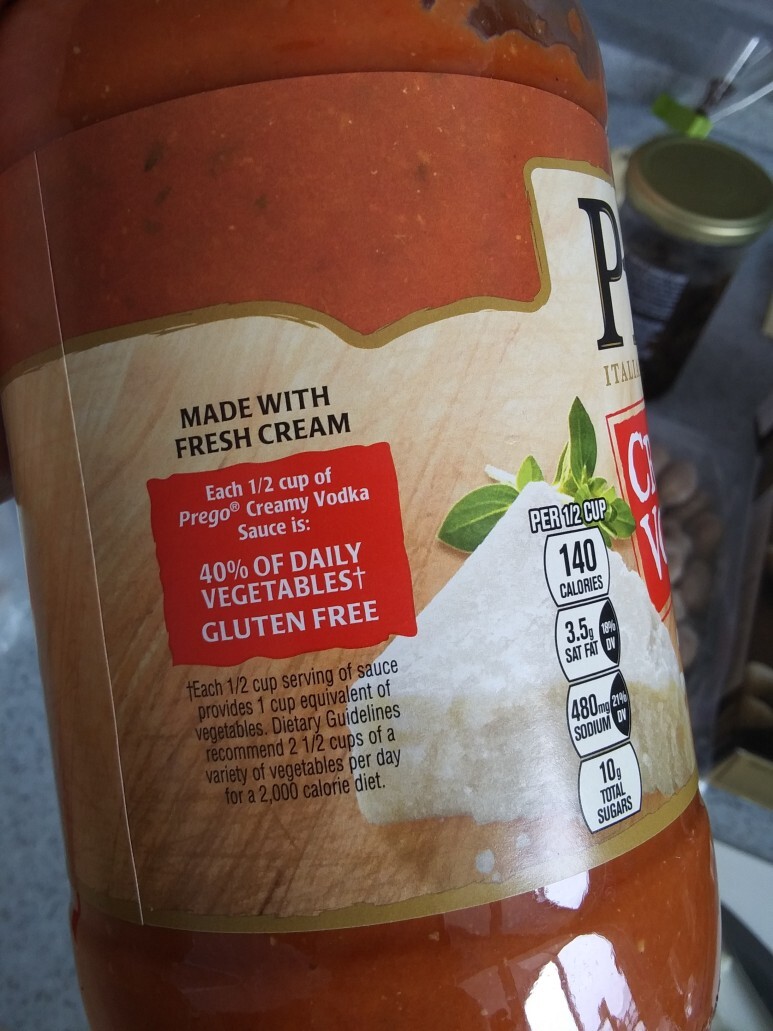 MADE WITH
FRESH CREAM
Each 1/2 cup of
Prego® Creamy Vodka
Sauce is:
40% OF DAILY
VEGETABLES†
GLUTEN FREE
†Each 1/2 cup serving of sauce
provides 1 cup equivalent of
vegetables. Dietary Guidelines
recommend 2 1/2 cups of a
variety of vegetables per day
for a 2,000 calorie diet.
PER 1/2 CUP
140
CALORIES
3.5g
SAT FAT
18%
DV
480mg
SODIUM
21%
DV
10g
TOTAL
SUGARS